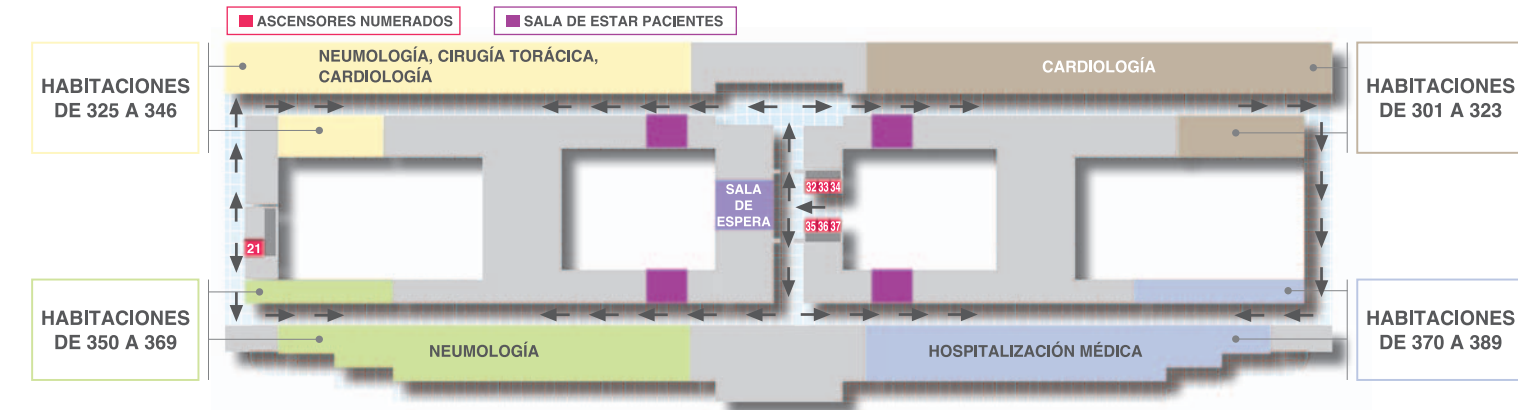 ASCENSORES NUMERADOS
SALA DE ESTAR PACIENTES
HABITACIONES
DE 325 A 346
NEUMOLOGÍA, CIRUGÍA TORÁCICA,
CARDIOLOGÍA
CARDIOLOGÍA
HABITACIONES
DE 301 A 323
SALA
DE
ESPERA
32 33 34
35 36 37
21
HABITACIONES
DE 350 A 369
NEUMOLOGÍA
HOSPITALIZACIÓN MÉDICA
HABITACIONES
DE 370 A 389